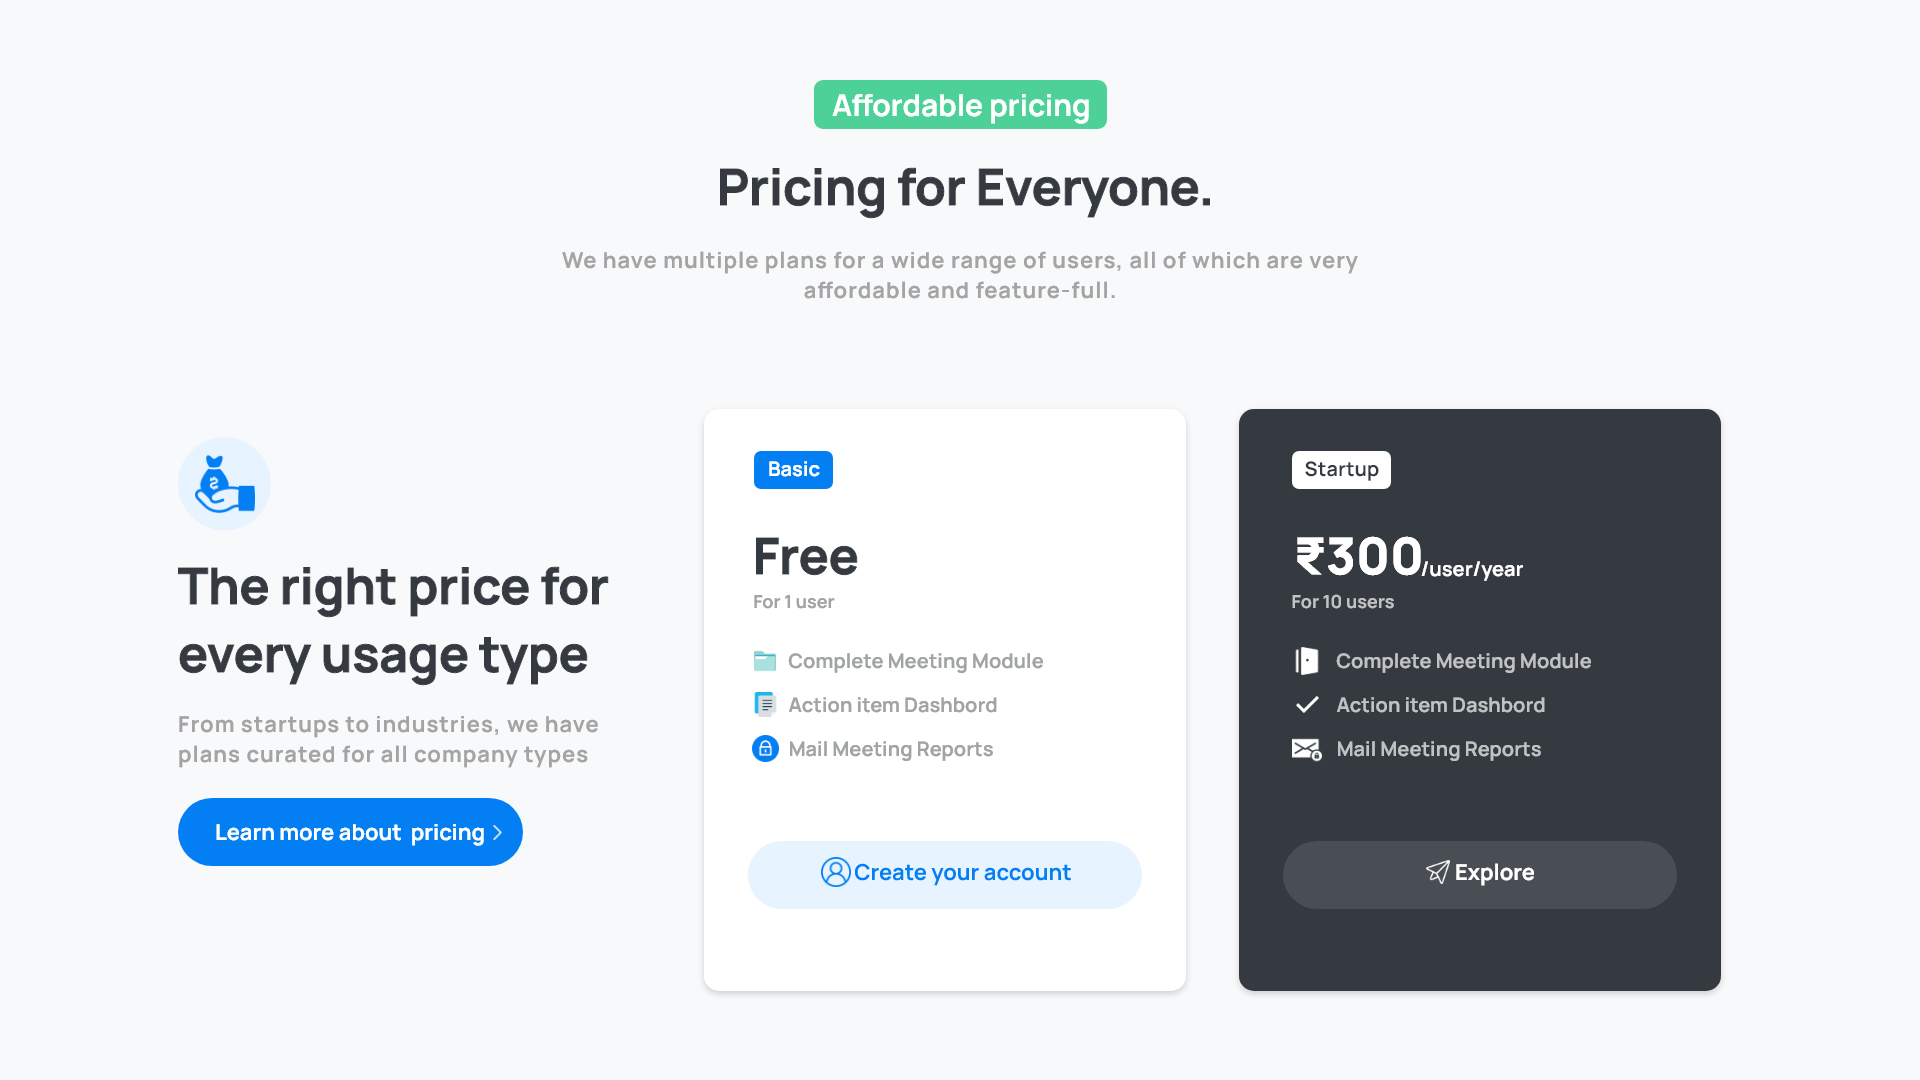 Affordable pricing
Pricing for Everyone.
We have multiple plans for a wide range of users, all of which are very
affordable and feature-full.
The right price for
every usage type
From startups to industries, we have
plans curated for all company types
Learn more about pricing
Basic
Free
For 1 user
Complete Meeting Module
Action item Dashbord
Mail Meeting Reports
Create your account
Startup
₹300/user/year
For 10 users
Complete Meeting Module
Action item Dashbord
Mail Meeting Reports
Explore